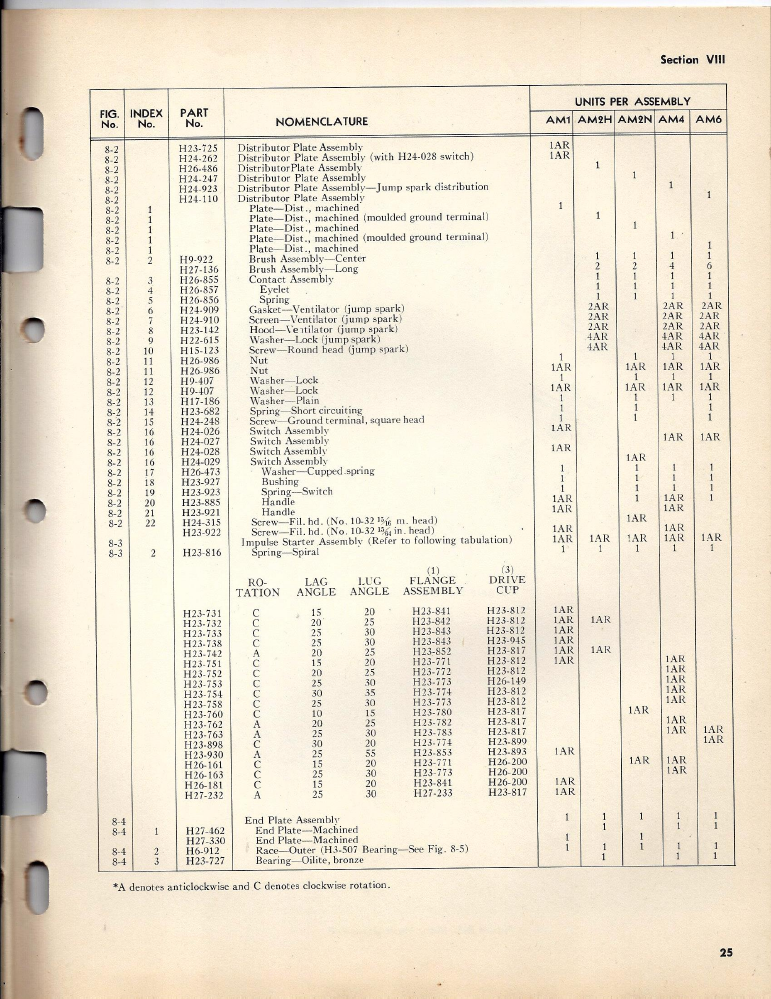 Section VIII
UNITS PER ASSEMBLY
FIG. No. INDEX No. PART No. NOMENCLATURE AM1 AM2H AM2N AM4 AM6
8-2 H23-725 Distributor Plate Assembly 1AR
8-2 H24-262 Distributor Plate Assembly (with H24-028 switch) 1AR
8-2 H26-486 DistributorPlate Assembly 1
8-2 H24-247 Distributor Plate Assembly 1
8-2 H24-923 Distributor Plate Assembly—Jump spark distribution 1
8-2 H24-110 Distributor Plate Assembly 1
8-2 1 Plate—Dist., machined 1
8-2 1 Plate—Dist., machined (moulded ground terminal) 1
8-2 1 Plate—Dist., machined 1
8-2 1 Plate—Dist., machined (moulded ground terminal) 1
8-2 1 Plate—Dist., machined 1
8-2 2 H9-922 Brush Assembly—Center 1 1 1 1
H27-136 Brush Assembly—Long 2 2 4 6
8-2 3 H26-855 Contact Assembly 1 1 1 1
8-2 4 H26-857 Eyelet 1 1 1 1
8-2 5 H26-856 Spring 1 1 1 1
8-2 6 H24-909 Gasket—Ventilator (jump spark) 2AR 2AR 2AR
8-2 7 H24-910 Screen—Ventilator (jump spark) 2AR 2AR 2AR
8-2 8 H23-142 Hood—Ventilator (jump spark) 2AR 2AR 2AR
8-2 9 H22-615 Washer—Lock (jump spark) 4AR 4AR 4AR
8-2 10 H15-123 Screw—Round head (jump spark) 4AR 4AR 4AR
8-2 11 H26-986 Nut 1 1 1 1
8-2 11 H26-986 Nut 1AR 1AR 1AR 1AR
8-2 12 H9-407 Washer—Lock 1 1 1 1
8-2 12 H9-407 Washer—Lock 1AR 1AR 1AR 1AR
8-2 13 H17-186 Washer—Plain 1 1 1 1
8-2 14 H23-682 Spring—Short circuiting 1 1 1
8-2 15 H24-248 Screw—Ground terminal, square head 1 1 1
8-2 16 H24-026 Switch Assembly 1AR
8-2 16 H24-027 Switch Assembly 1AR 1AR
8-2 16 H24-028 Switch Assembly 1AR
8-2 16 H24-029 Switch Assembly 1AR
8-2 17 H26-473 Washer—Cupped spring 1 1 1 1
8-2 18 H23-927 Bushing 1 1 1 1
8-2 19 H23-923 Spring—Switch 1 1 1 1
8-2 20 H23-885 Handle 1AR 1 1AR 1
8-2 21 H23-921 Handle 1AR 1AR
8-2 22 H24-315 Screw—Fil. hd. (No. 10-32 15/16 m. head) 1AR
H23-922 Screw—Fil. hd. (No. 10-32 15/64 in. head) 1AR 1AR
8-3 Impulse Starter Assembly (Refer to following tabulation) 1AR 1AR 1AR 1AR 1AR
8-3 2 H23-816 Spring—Spiral 1 1 1 1 1
(1) (3)
RO- LAG LUG FLANGE DRIVE
TATION ANGLE ANGLE ASSEMBLY CUP
H23-731 C 15 20 H23-841 H23-812 1AR
H23-732 C 20 25 H23-842 H23-812 1AR 1AR
H23-733 C 25 30 H23-843 H23-812 1AR
H23-738 C 25 30 H23-843 H23-945 1AR
H23-742 A 20 25 H23-852 H23-817 1AR 1AR
H23-751 C 15 20 H23-771 H23-812 1AR 1AR
H23-752 C 20 25 H23-772 H23-812 1AR
H23-753 C 25 30 H23-773 H26-149 1AR
H23-754 C 30 35 H23-774 H23-812 1AR
H23-758 C 25 30 H23-773 H23-812 1AR
H23-760 C 10 15 H23-780 H23-817 1AR
H23-762 A 20 25 H23-782 H23-817 1AR
H23-763 A 25 30 H23-783 H23-817 1AR 1AR
H23-898 C 30 20 H23-774 H23-899 1AR
H23-930 A 25 55 H23-853 H23-893 1AR
H26-161 C 15 20 H23-771 H26-200 1AR 1AR
H26-163 C 25 30 H23-773 H26-200 1AR
H26-181 C 15 20 H23-841 H26-200 1AR
H27-232 A 25 30 H27-233 H23-817 1AR
8-4 End Plate Assembly 1 1 1 1 1
8-4 1 H27-462 End Plate—Machined 1 1 1
H27-330 End Plate—Machined 1 1
8-4 2 H6-912 Race—Outer (H3-507 Bearing—See Fig. 8-5) 1 1 1 1 1
8-4 3 H23-727 Bearing—Oilite, bronze 1 1 1
*A denotes anticlockwise and C denotes clockwise rotation.
25